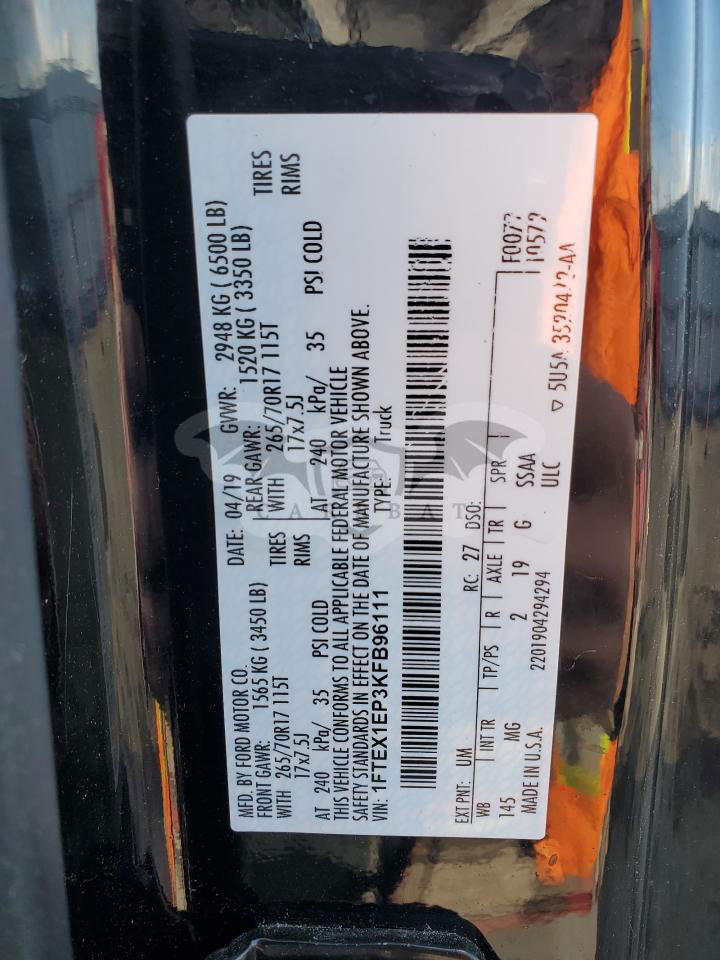 MFD. BY FORD MOTOR CO.
DATE: 04/19 GVWR: 2948 KG ( 6500 LB)
FRONT GAWR: 1565 KG ( 3450 LB) REAR GAWR: 1520 KG ( 3350 LB)
WITH 265/70R17 115T TIRES WITH 265/70R17 115T TIRES
17x7.5J RIMS 17x7.5J RIMS
AT 240 kPa/ 35 PSI COLD AT 240 kPa/ 35 PSI COLD
THIS VEHICLE CONFORMS TO ALL APPLICABLE FEDERAL MOTOR VEHICLE
SAFETY STANDARDS IN EFFECT ON THE DATE OF MANUFACTURE SHOWN ABOVE.
VIN: 1FTEX1EP3KFB96111 TYPE: Truck
EXT PNT: UM RC: 27 DSO:
WB INT TR TP/PS R AXLE TR SPR F0077
145 MG 2 19 G SSAA 10579
ULC
MADE IN U.S.A. 2201904294294